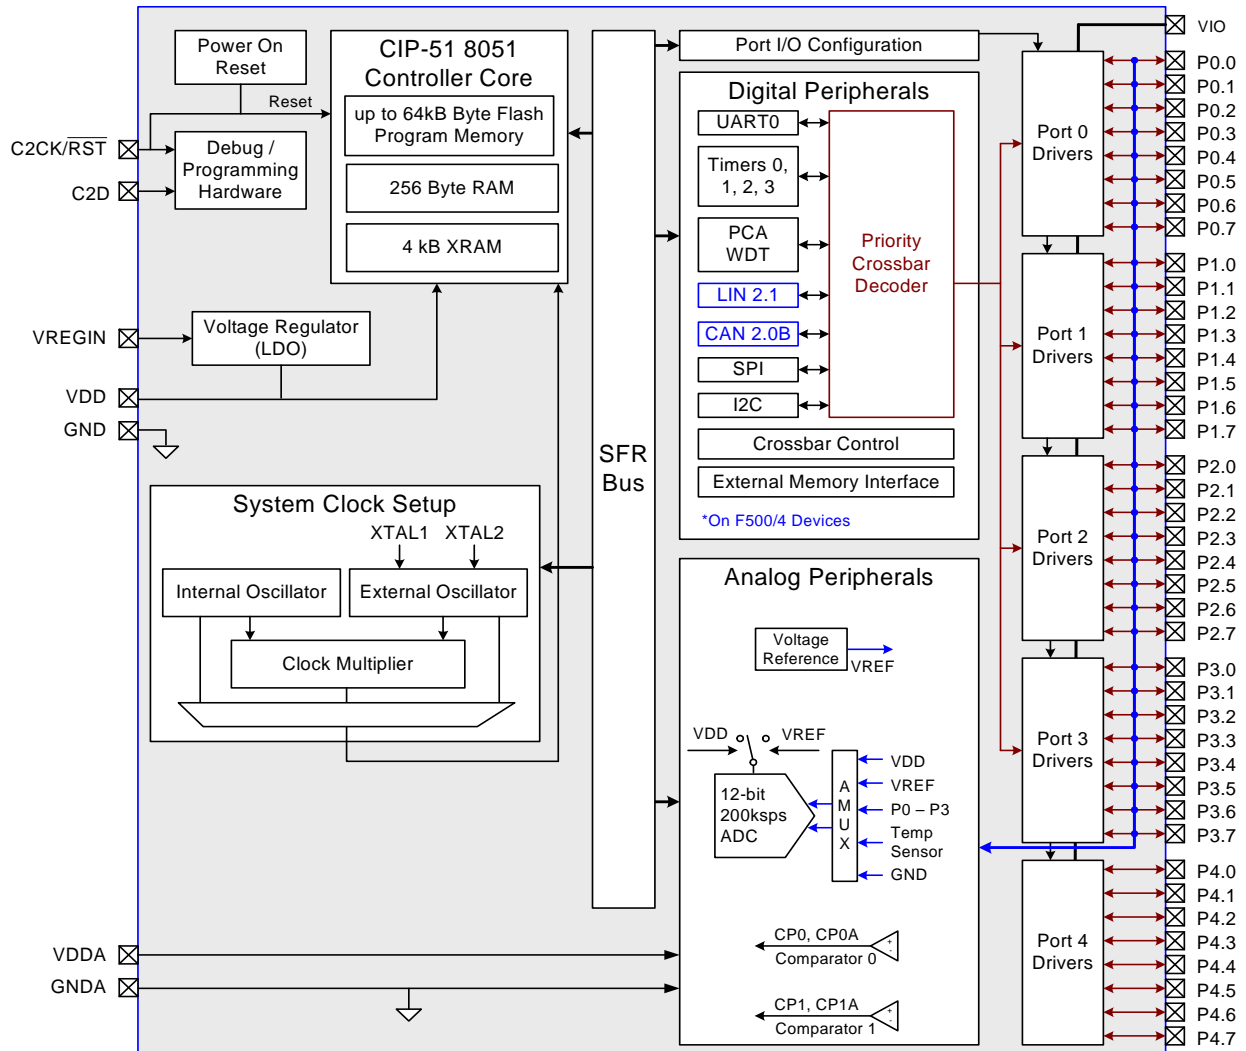 VIO
Power On
Reset
Reset
C2CK/RST
C2D
Debug /
Programming
Hardware
CIP-51 8051
Controller Core
up to 64kB Byte Flash
Program Memory
256 Byte RAM
4 kB XRAM
VREGIN
Voltage Regulator
(LDO)
VDD
GND
System Clock Setup
XTAL1
XTAL2
Internal Oscillator
External Oscillator
Clock Multiplier
VDDA
GNDA
SFR
Bus
Port I/O Configuration
Digital Peripherals
UART0
Timers 0,
1, 2, 3
PCA
WDT
LIN 2.1
CAN 2.0B
SPI
I2C
Priority
Crossbar
Decoder
Crossbar Control
External Memory Interface
*On F500/4 Devices
Analog Peripherals
Voltage
Reference
VREF
VDD
VREF
12-bit
200ksps
ADC
A
M
U
X
VDD
VREF
P0 – P3
Temp
Sensor
GND
CP0, CP0A
+
-
Comparator 0
CP1, CP1A
+
-
Comparator 1
Port 0
Drivers
Port 1
Drivers
Port 2
Drivers
Port 3
Drivers
Port 4
Drivers
P0.0
P0.1
P0.2
P0.3
P0.4
P0.5
P0.6
P0.7
P1.0
P1.1
P1.2
P1.3
P1.4
P1.5
P1.6
P1.7
P2.0
P2.1
P2.2
P2.3
P2.4
P2.5
P2.6
P2.7
P3.0
P3.1
P3.2
P3.3
P3.4
P3.5
P3.6
P3.7
P4.0
P4.1
P4.2
P4.3
P4.4
P4.5
P4.6
P4.7